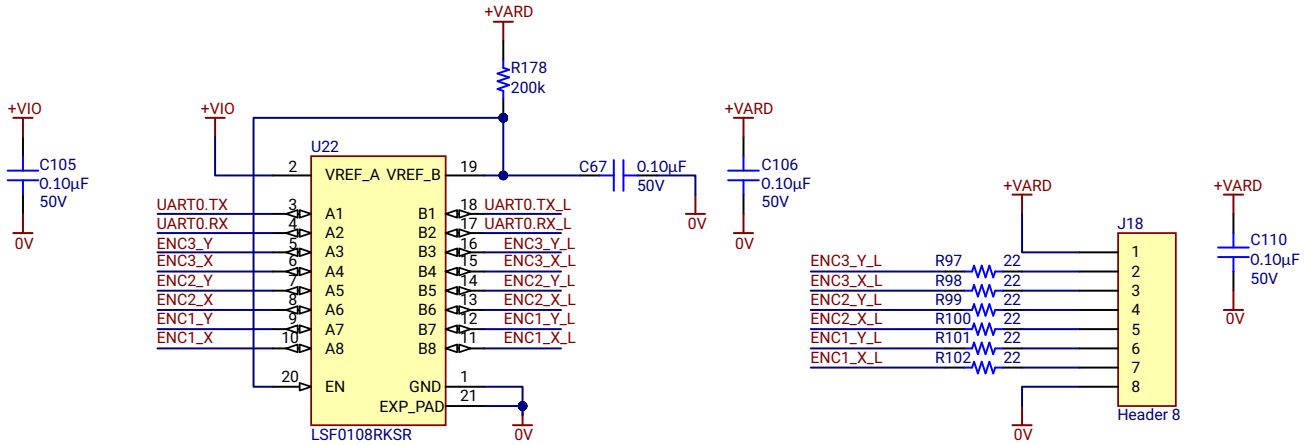 +VARD
R178
200k
+VIO
C105
0.10µF
50V
0V
+VIO
U22
2 VREF_A VREF_B 19
UART0.TX 3 A1 B1 18 UART0.TX_L
UART0.RX 4 A2 B2 17 UART0.RX_L
ENC3_Y 5 A3 B3 16 ENC3_Y_L
ENC3_X 6 A4 B4 15 ENC3_X_L
ENC2_Y 7 A5 B5 14 ENC2_Y_L
ENC2_X 8 A6 B6 13 ENC2_X_L
ENC1_Y 9 A7 B7 12 ENC1_Y_L
ENC1_X 10 A8 B8 11 ENC1_X_L
20 EN GND 1
EXP_PAD 21
LSF0108RKSR
0V
C67 0.10µF
50V
0V
+VARD
C106
0.10µF
50V
0V
+VARD
J18
1
ENC3_Y_L R97 22 2
ENC3_X_L R98 22 3
ENC2_Y_L R99 22 4
ENC2_X_L R100 22 5
ENC1_Y_L R101 22 6
ENC1_X_L R102 22 7
8
Header 8
0V
+VARD
C110
0.10µF
50V
0V